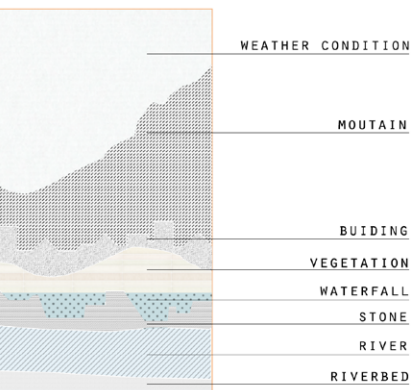 WEATHER CONDITION
MOUTAIN
BUIDING
VEGETATION
WATERFALL
STONE
RIVER
RIVERBED